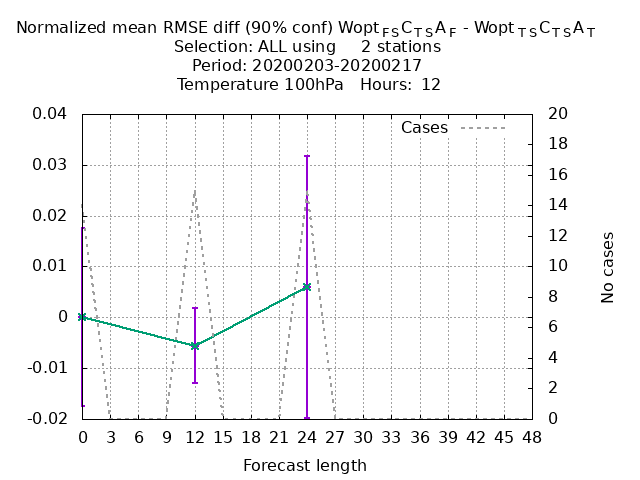 Normalized mean RMSE diff (90% conf) Wopt FS C TS A F - Wopt TS C TS A T
Selection: ALL using 2 stations
Period: 20200203-20200217
Temperature 100hPa Hours: 12
Cases
0.04
0.03
0.02
0.01
0
-0.01
-0.02
20
18
16
14
12
10
8
6
4
2
0
No cases
0 3 6 9 12 15 18 21 24 27 30 33 36 39 42 45 48
Forecast length